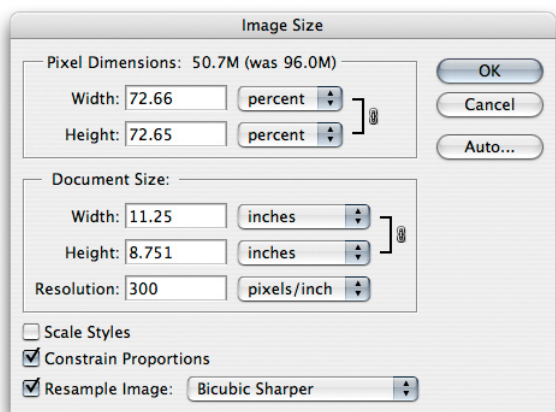 Image Size
Pixel Dimensions: 50.7M (was 96.0M)
OK
Width: 72.66 percent
Cancel
Height: 72.65 percent
Auto...
Document Size:
Width: 11.25 inches
Height: 8.751 inches
Resolution: 300 pixels/inch
Scale Styles
Constrain Proportions
Resample Image: Bicubic Sharper